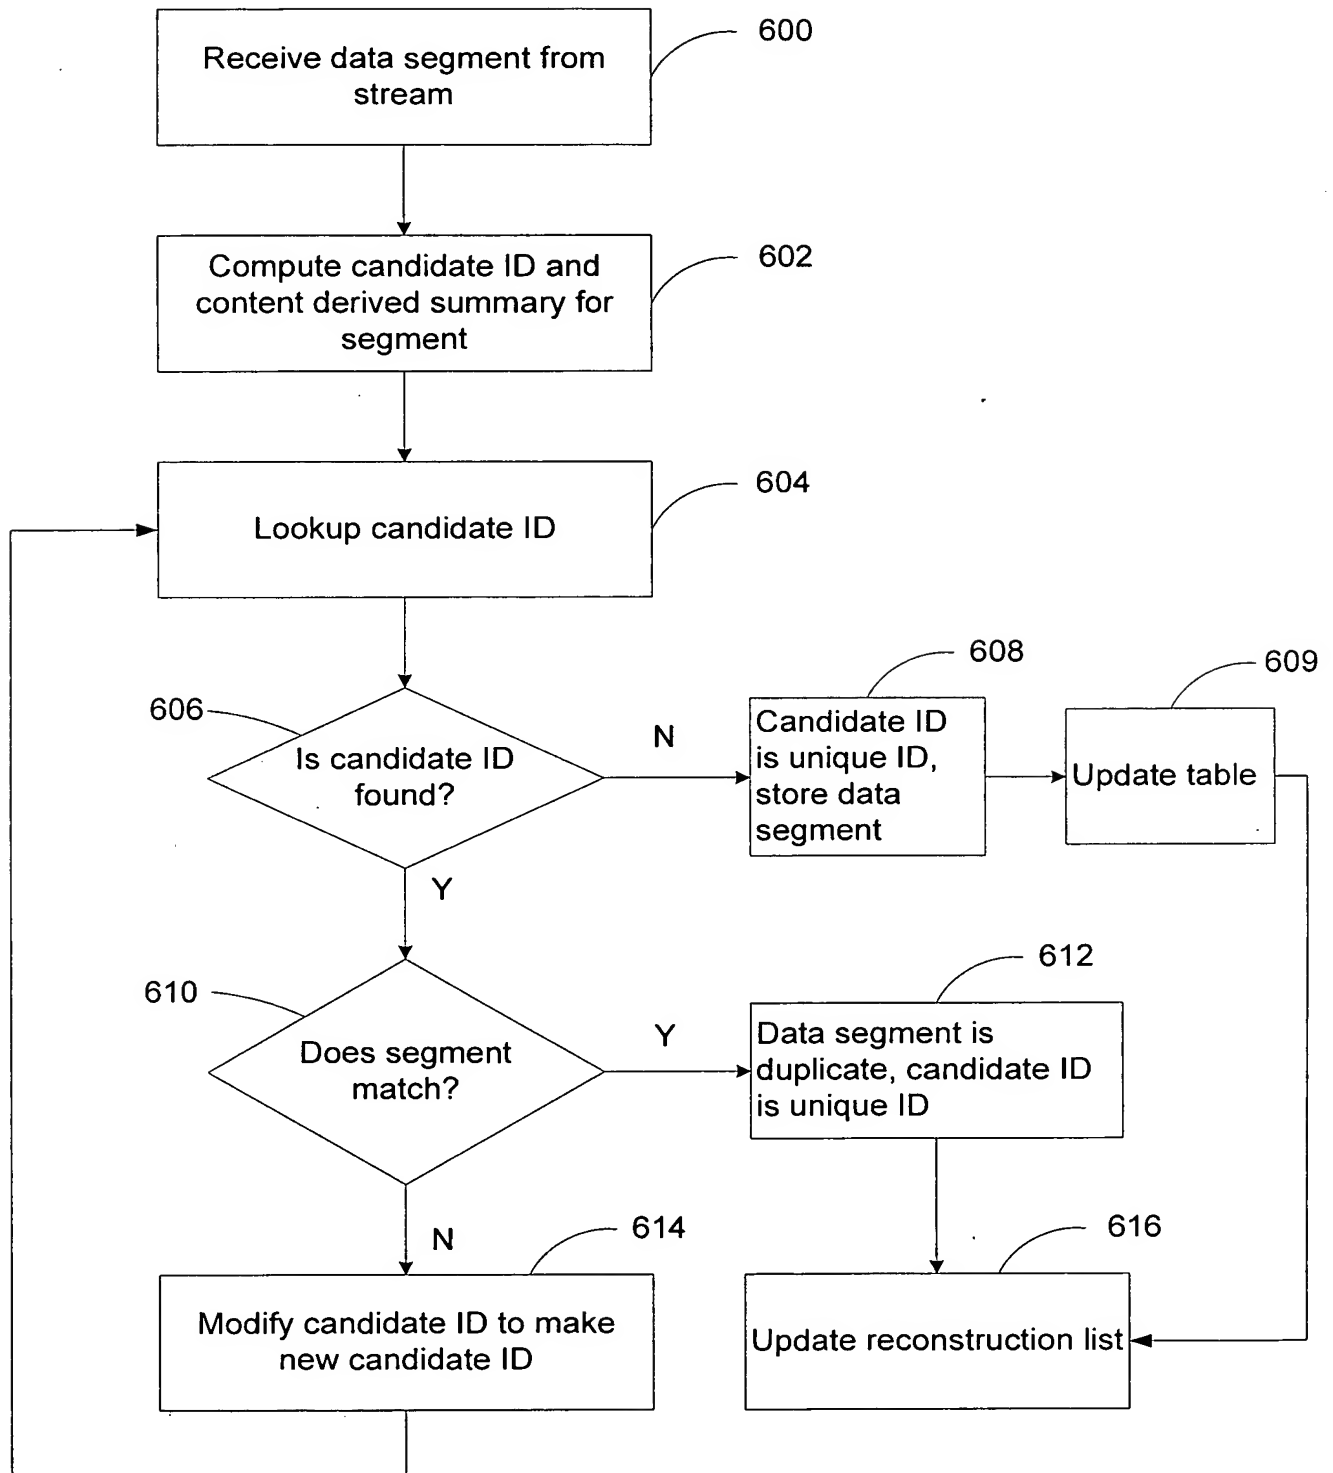 600
Receive data segment from
stream
602
Compute candidate ID and
content derived summary for
segment
604
Lookup candidate ID
606
Is candidate ID
found?
N
608
Candidate ID
is unique ID,
store data
segment
609
Update table
Y
610
Does segment
match?
Y
612
Data segment is
duplicate, candidate ID
is unique ID
N
614
Modify candidate ID to make
new candidate ID
616
Update reconstruction list